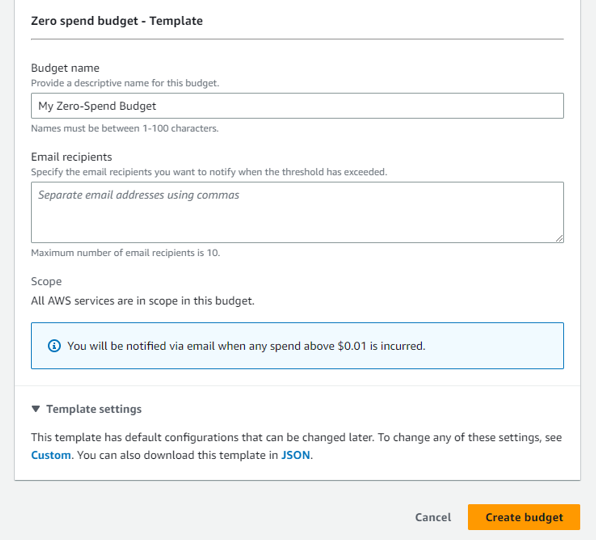 Zero spend budget - Template
Budget name
Provide a descriptive name for this budget.
My Zero-Spend Budget
Names must be between 1-100 characters.
Email recipients
Specify the email recipients you want to notify when the threshold has exceeded.
Separate email addresses using commas
Maximum number of email recipients is 10.
Scope
All AWS services are in scope in this budget.
You will be notified via email when any spend above $0.01 is incurred.
Template settings
This template has default configurations that can be changed later. To change any of these settings, see
Custom. You can also download this template in JSON.
Cancel Create budget